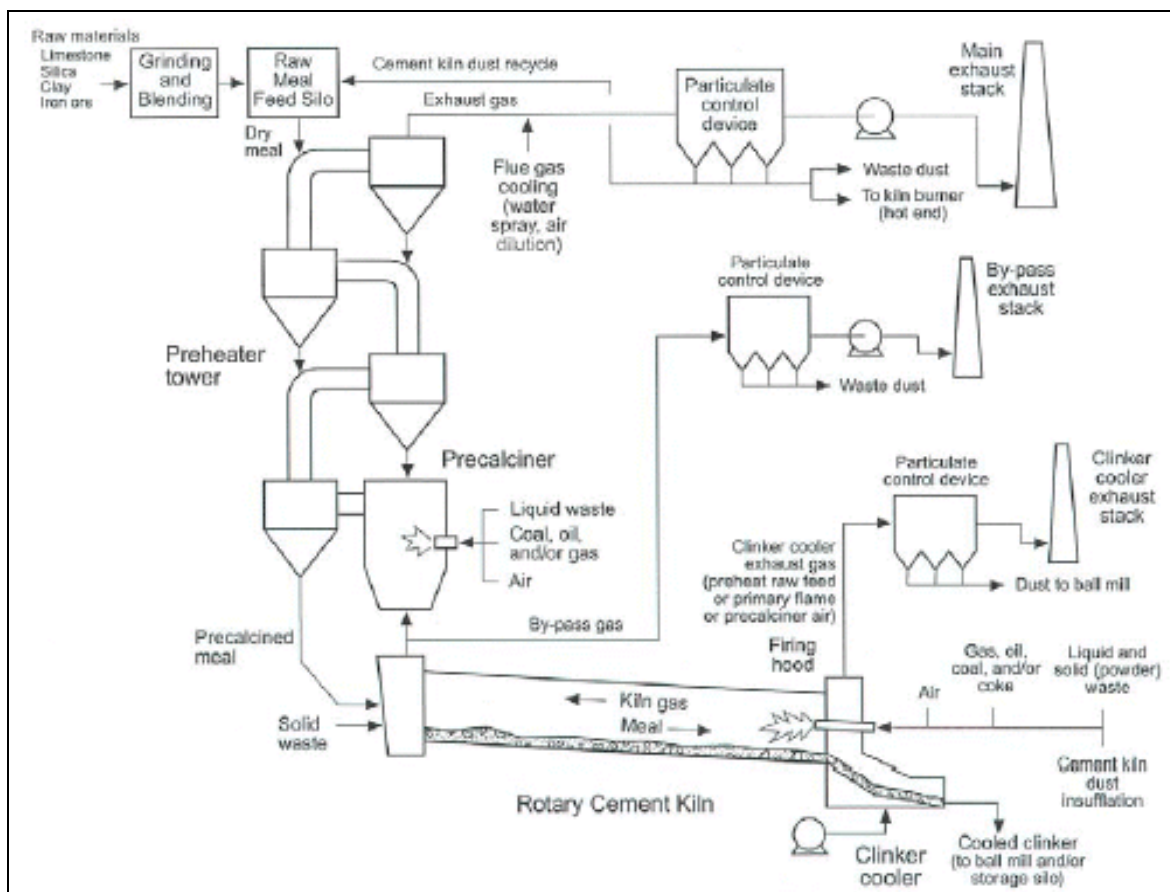 Raw materials
Limestone
Silica
Clay
Iron ore
Grinding
and
Blending
Raw
Meal
Feed Silo
Cement kiln dust recycle
Exhaust gas
Particulate
control
device
Main
exhaust
stack
Dry
meal
Flue gas
cooling
(water
spray, air
dilution)
Waste dust
To kiln burner
(hot end)
Particulate
control device
By-pass
exhaust
stack
Waste dust
Preheater
tower
Precalciner
Liquid waste
Coal, oil,
and/or gas
Air
Particulate
control device
Clinker
cooler
exhaust
stack
Clinker cooler
exhaust gas
(preheat raw feed
or primary flame
or precalciner air)
Dust to ball mill
By-pass gas
Precalcined
meal
Firing
hood
Gas, oil,
coal, and/or
coke
Liquid and
solid (powder)
waste
Air
Kiln gas
Meal
Solid
waste
Rotary Cement Kiln
Cement kiln
dust
insufflation
Clinker
cooler
Cooled clinker
(to ball mill and/or
storage silo)